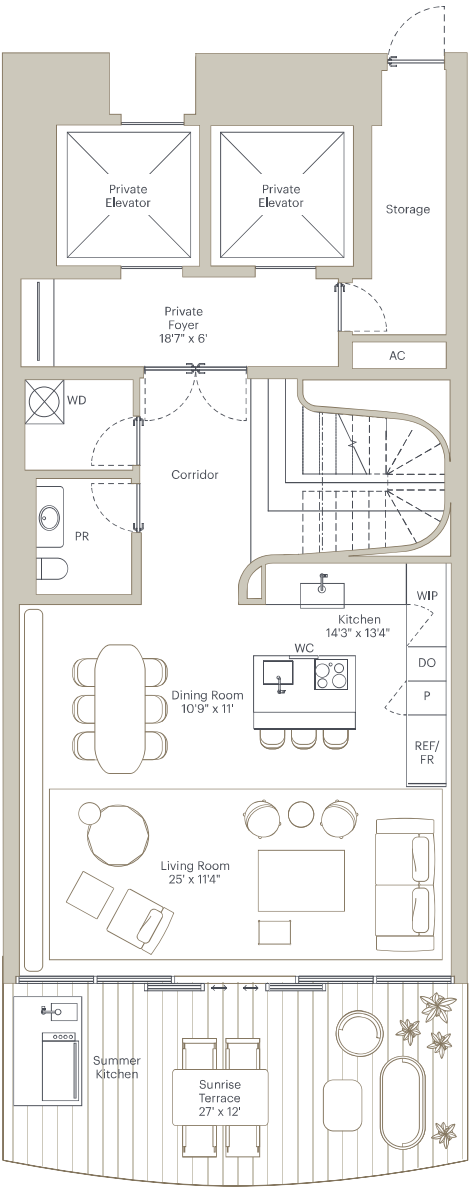 Private
Elevator
Private
Elevator
Storage
Private
Foyer
18'7" x 6'
AC
WD
Corridor
PR
WIP
Kitchen
14'3" x 13'4"
WC
DO
Dining Room
10'9" x 11'
P
REF/
FR
Living Room
25' x 11'4"
Summer
Kitchen
Sunrise
Terrace
27' x 12'